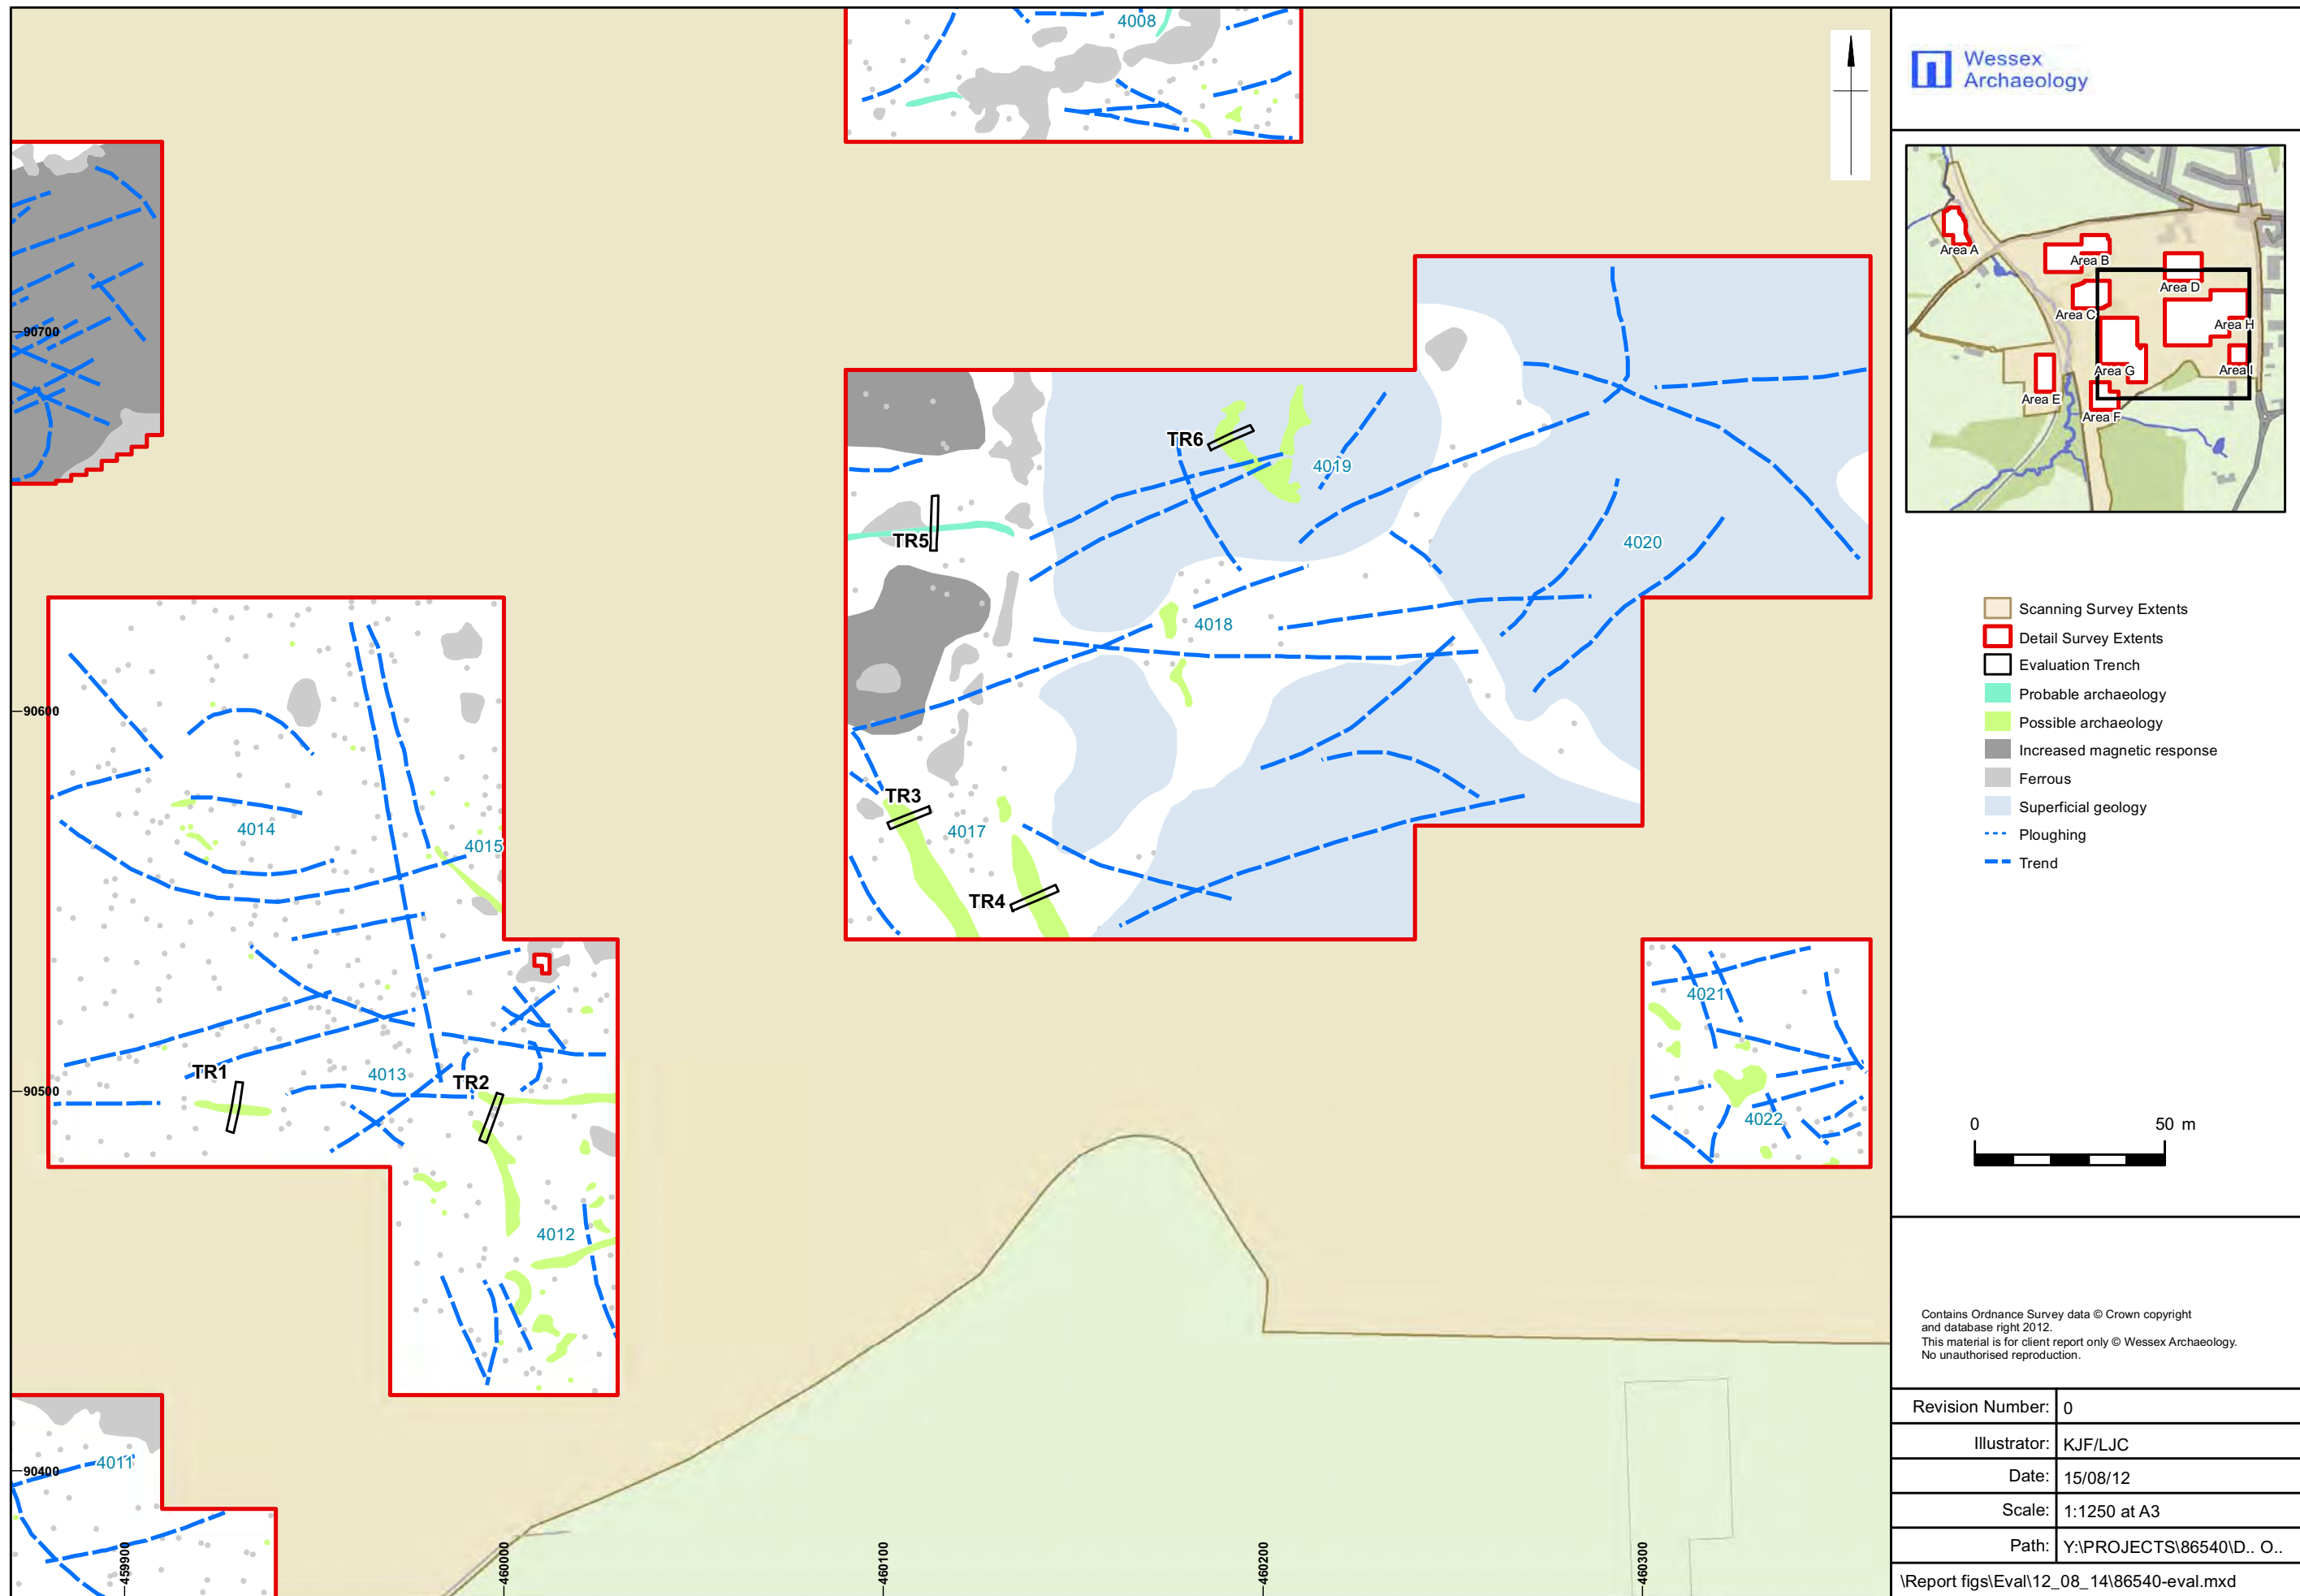 4008
90700
TR6
4019
TR5
4020
4018
90600
TR3
4014
4017
4015
TR4
4021
TR1
4013
TR2
90500
4022
4012
4011
90400
459900
460000
460100
460200
460300
Wessex
Archaeology
Area A
Area B
Area D
Area C
Area H
Area G
Area I
Area E
Area F
Scanning Survey Extents
Detail Survey Extents
Evaluation Trench
Probable archaeology
Possible archaeology
Increased magnetic response
Ferrous
Superficial geology
Ploughing
Trend
0 50 m
Contains Ordnance Survey data © Crown copyright
and database right 2012.
This material is for client report only © Wessex Archaeology.
No unauthorised reproduction.
Revision Number: 0
Illustrator: KJF/LJC
Date: 15/08/12
Scale: 1:1250 at A3
Path: Y:\PROJECTS\86540\D.. O..
\Report figs\Eval\12_08_14\86540-eval.mxd